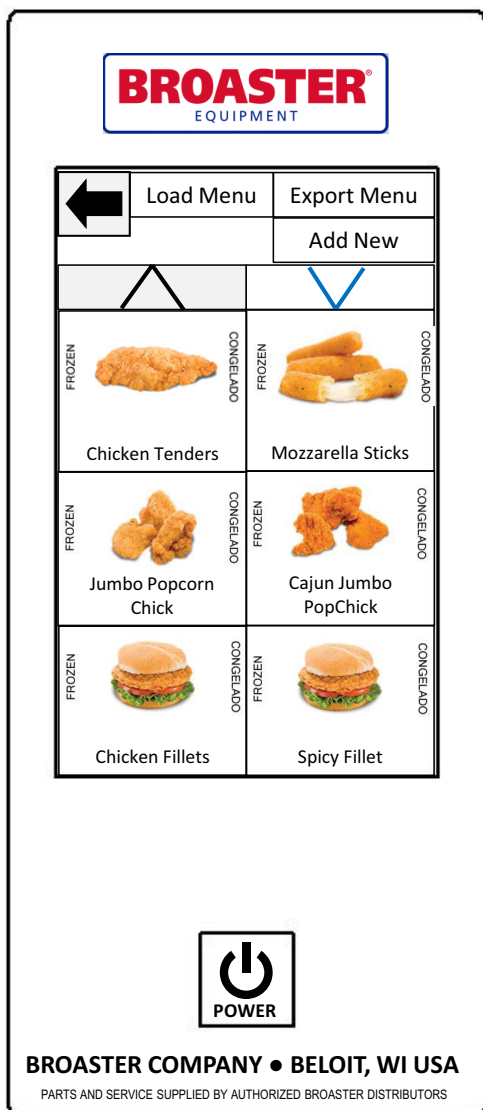 BROASTER®
EQUIPMENT
Load Menu
Export Menu
Add New
FROZEN
CONGELADO
Chicken Tenders
FROZEN
CONGELADO
Mozzarella Sticks
FROZEN
CONGELADO
Jumbo Popcorn
Chick
FROZEN
CONGELADO
Cajun Jumbo
PopChick
FROZEN
CONGELADO
Chicken Fillets
FROZEN
CONGELADO
Spicy Fillet
POWER
BROASTER COMPANY ● BELOIT, WI USA
PARTS AND SERVICE SUPPLIED BY AUTHORIZED BROASTER DISTRIBUTORS